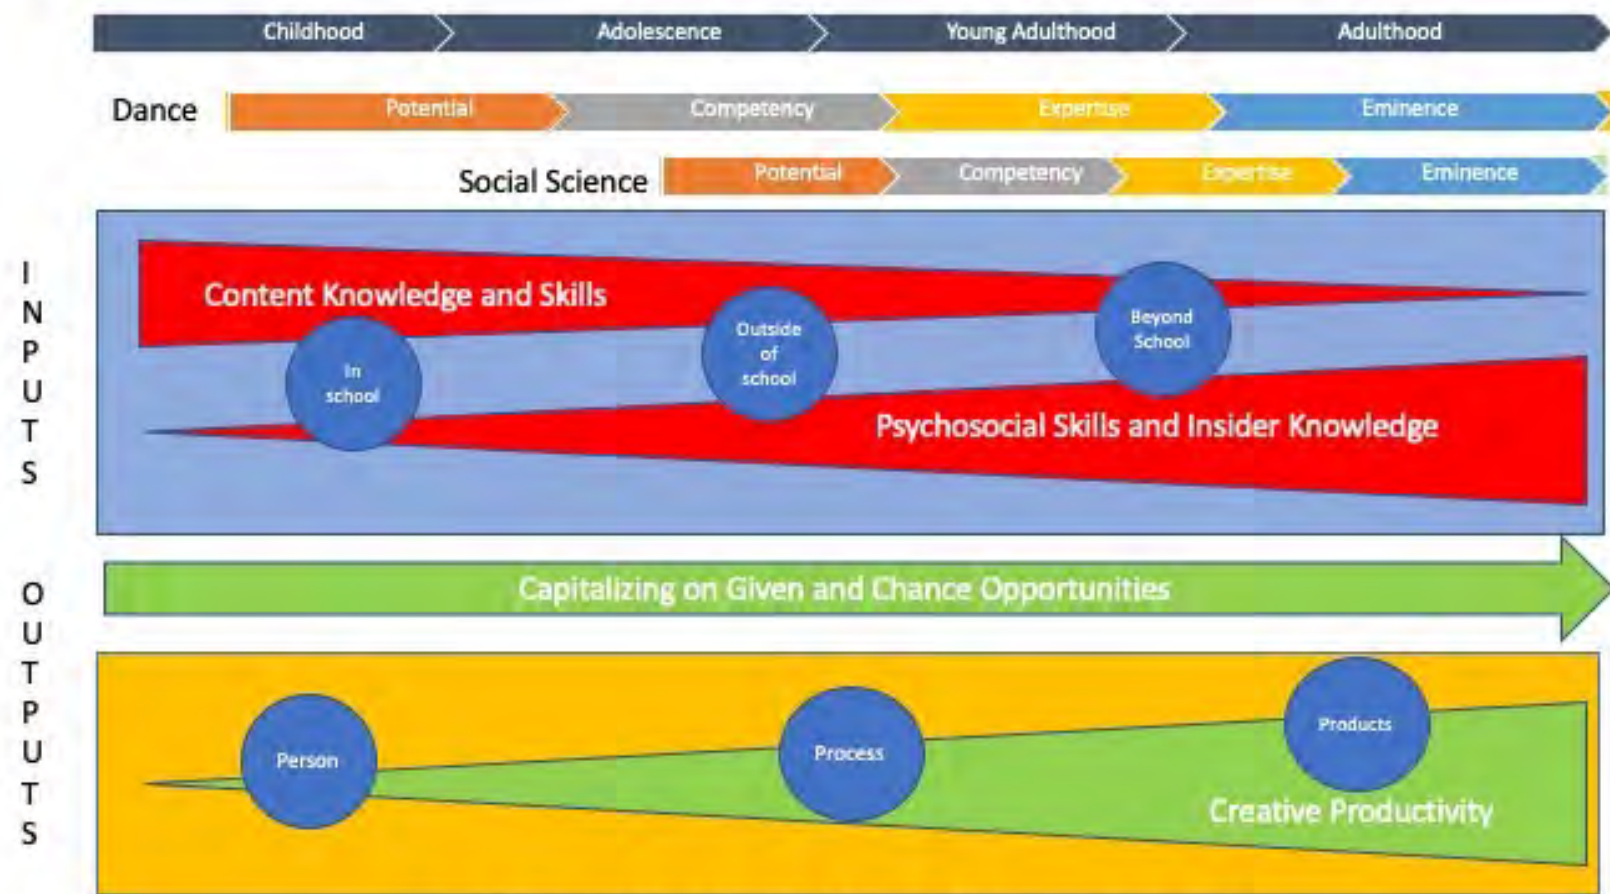 Childhood Adolescence Young Adulthood Adulthood
Dance Potential Competency Expertise Eminence
Social Science Potential Competency Expertise Eminence
INPUTS
Content Knowledge and Skills
In
school
Outside
of
school
Beyond
School
Psychosocial Skills and Insider Knowledge
Capitalizing on Given and Chance Opportunities
OUTPUTS
Person
Process
Products
Creative Productivity